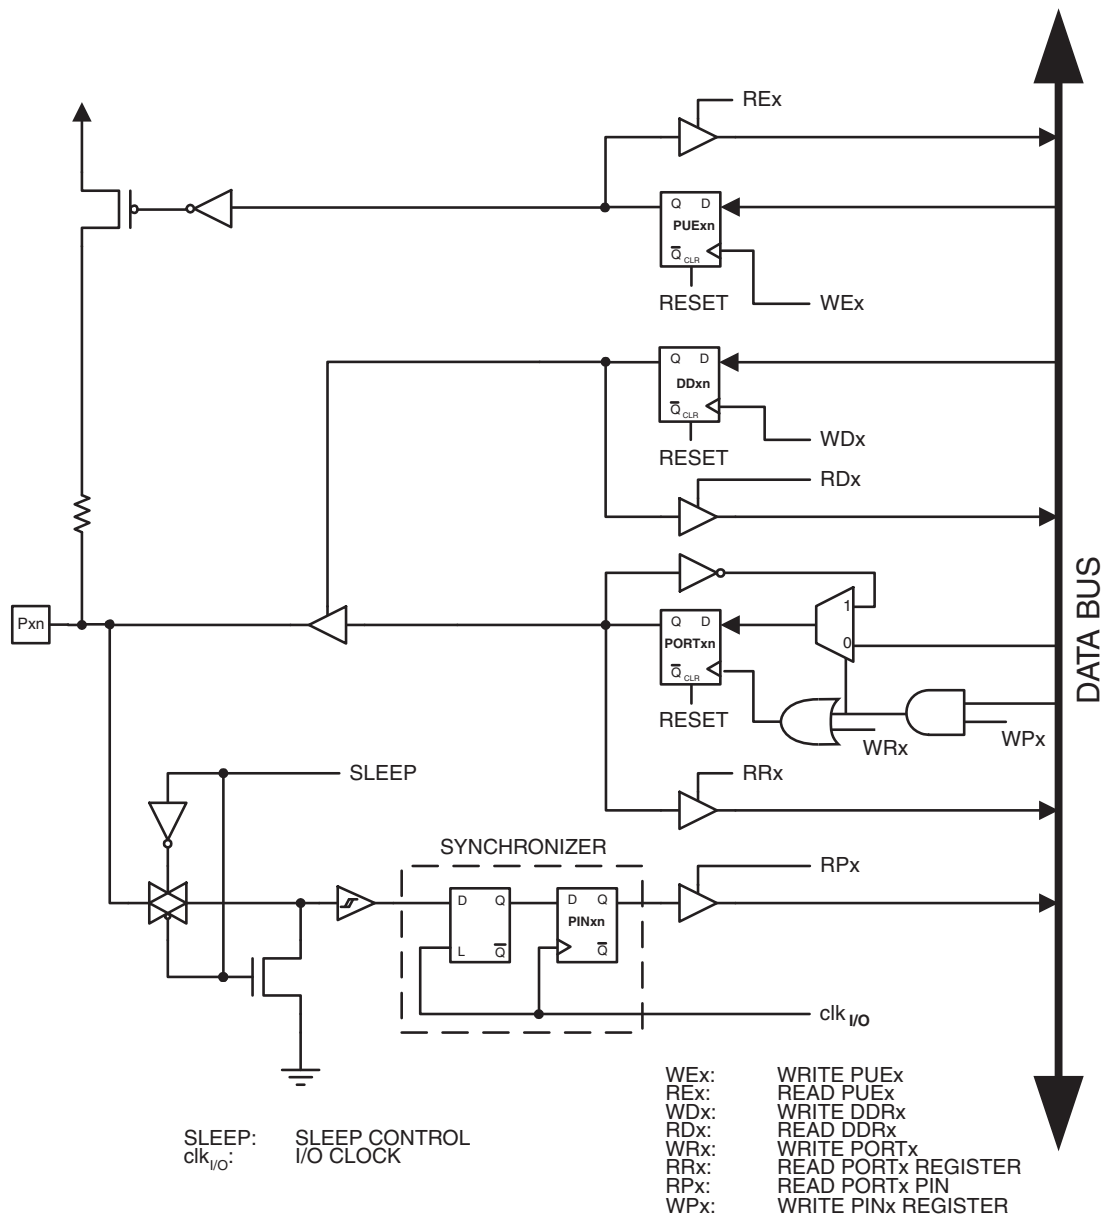 REx
Q D
PUExn
Q CLR
RESET
WEx
Q D
DDxn
Q CLR
RESET
WDx
RDx
DATA BUS
1
Pxn
Q D
PORTxn
0
Q CLR
RESET
WRx
WPx
SLEEP
RRx
SYNCHRONIZER
RPx
D Q
D Q
PINxn
L Q
Q
clk I/O
WEx: WRITE PUEx
REx: READ PUEx
WDx: WRITE DDRx
RDx: READ DDRx
WRx: WRITE PORTx
RRx: READ PORTx REGISTER
RPx: READ PORTx PIN
WPx: WRITE PINx REGISTER
SLEEP: SLEEP CONTROL
clkI/O: I/O CLOCK